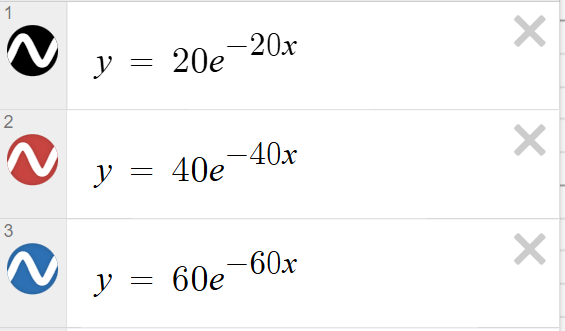 1
y = 20e^{-20x}
2
y = 40e^{-40x}
3
y = 60e^{-60x}